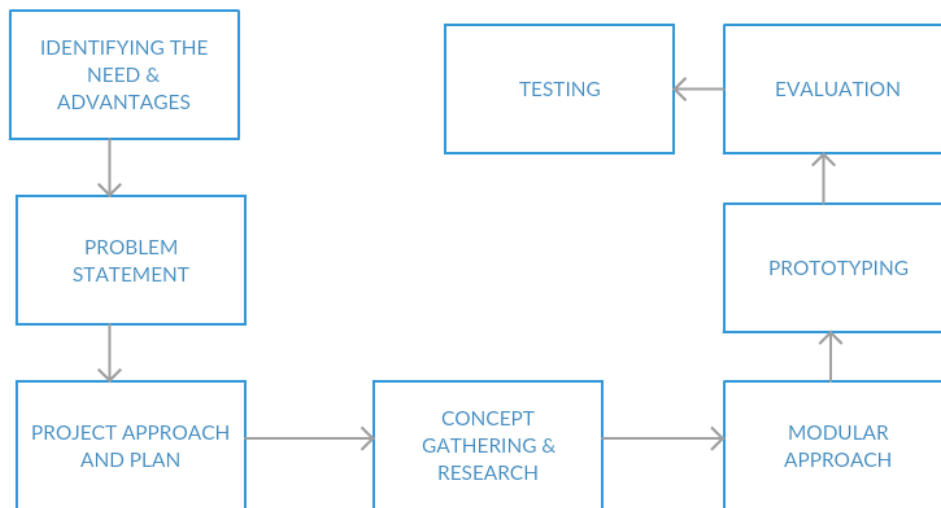 IDENTIFYING THE
NEED &
ADVANTAGES
PROBLEM
STATEMENT
PROJECT APPROACH
AND PLAN
CONCEPT
GATHERING &
RESEARCH
MODULAR
APPROACH
PROTOTYPING
EVALUATION
TESTING